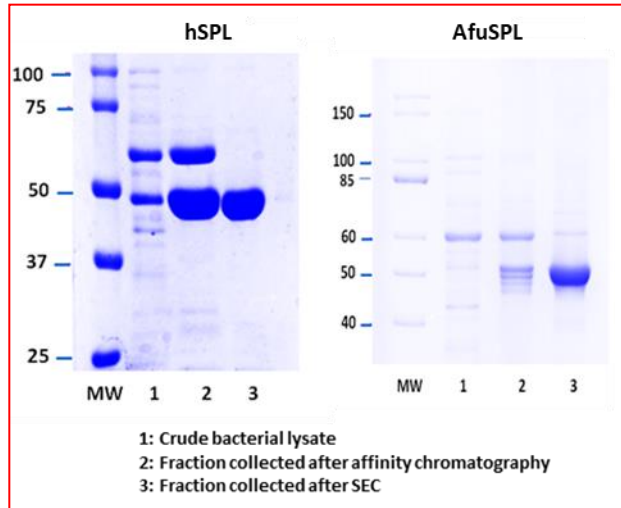 hSPL
AfuSPL
100
75
50
37
25
MW 1 2 3
150
100
85
60
50
40
MW 1 2 3
1: Crude bacterial lysate
2: Fraction collected after affinity chromatography
3: Fraction collected after SEC